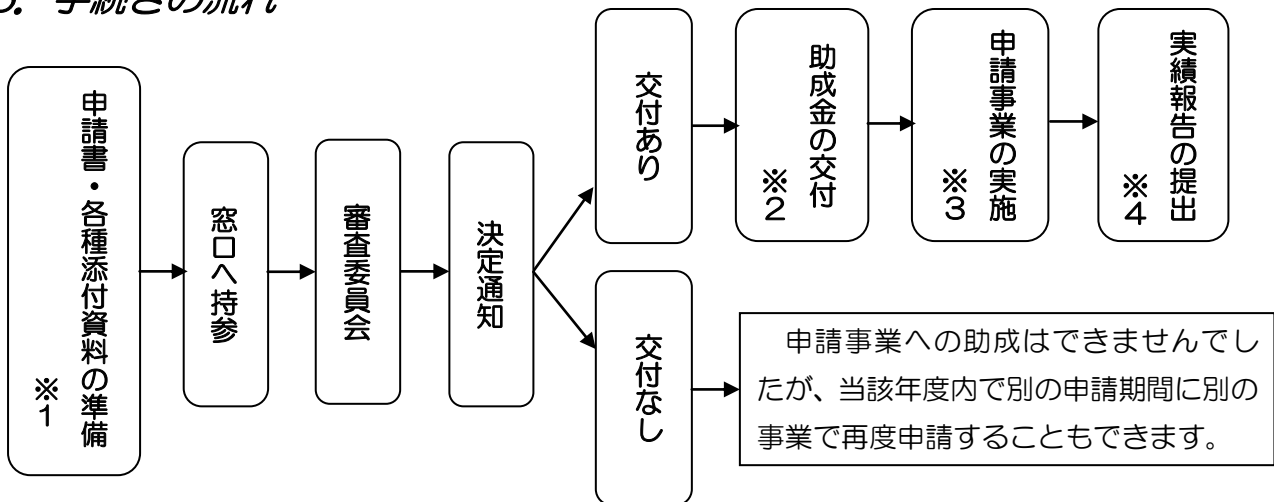 手続きの流れ
申請書・各種添付資料の準備
※1
窓口へ持参
審査委員会
決定通知
交付あり
助成金の交付
※2
申請事業の実施
※3
実績報告の提出
※4
交付なし
申請事業への助成はできませんでし
たが、当該年度内で別の申請期間に別の
事業で再度申請することもできます。